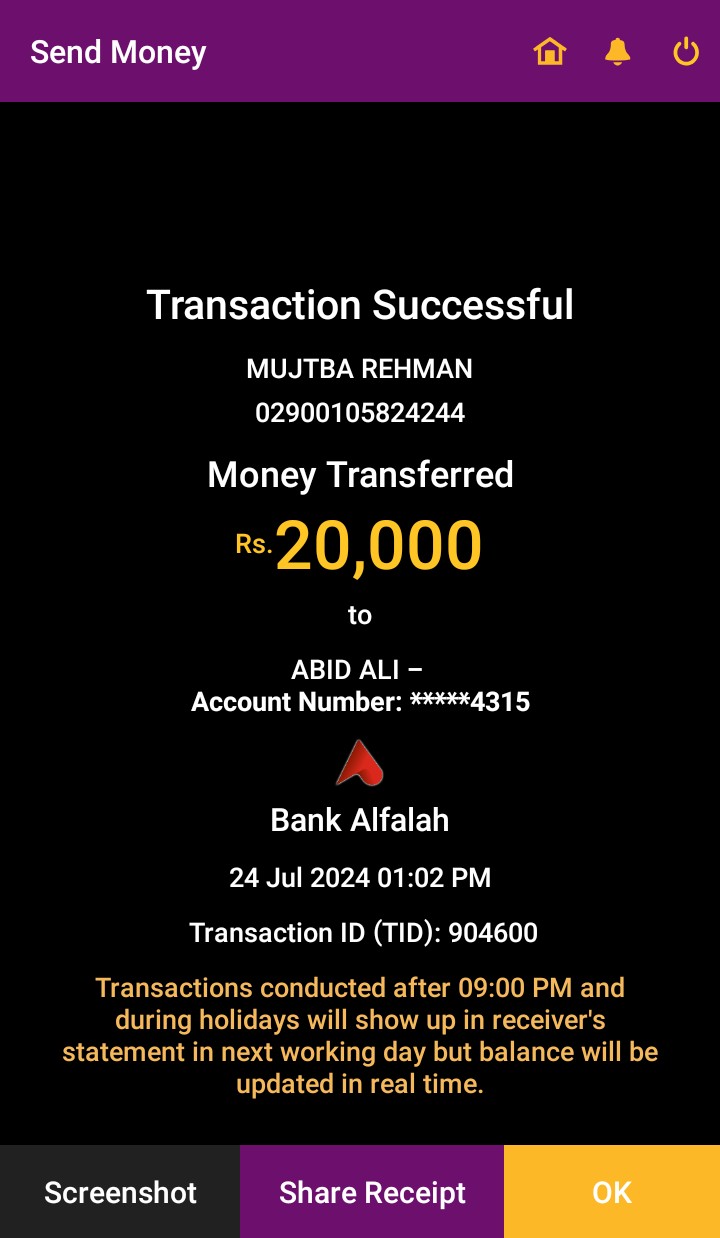 Send Money
Transaction Successful
MUJTBA REHMAN
02900105824244
Money Transferred
Rs.20,000
to
ABID ALI –
Account Number: *****4315
Bank Alfalah
24 Jul 2024 01:02 PM
Transaction ID (TID): 904600
Transactions conducted after 09:00 PM and
during holidays will show up in receiver's
statement in next working day but balance will be
updated in real time.
Screenshot
Share Receipt
OK